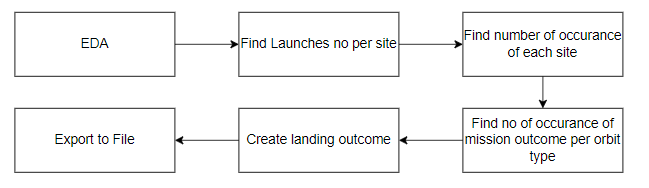 EDA
Find Launches no per site
Find number of occurance
of each site
Find no of occurance of
mission outcome per orbit
type
Create landing outcome
Export to File